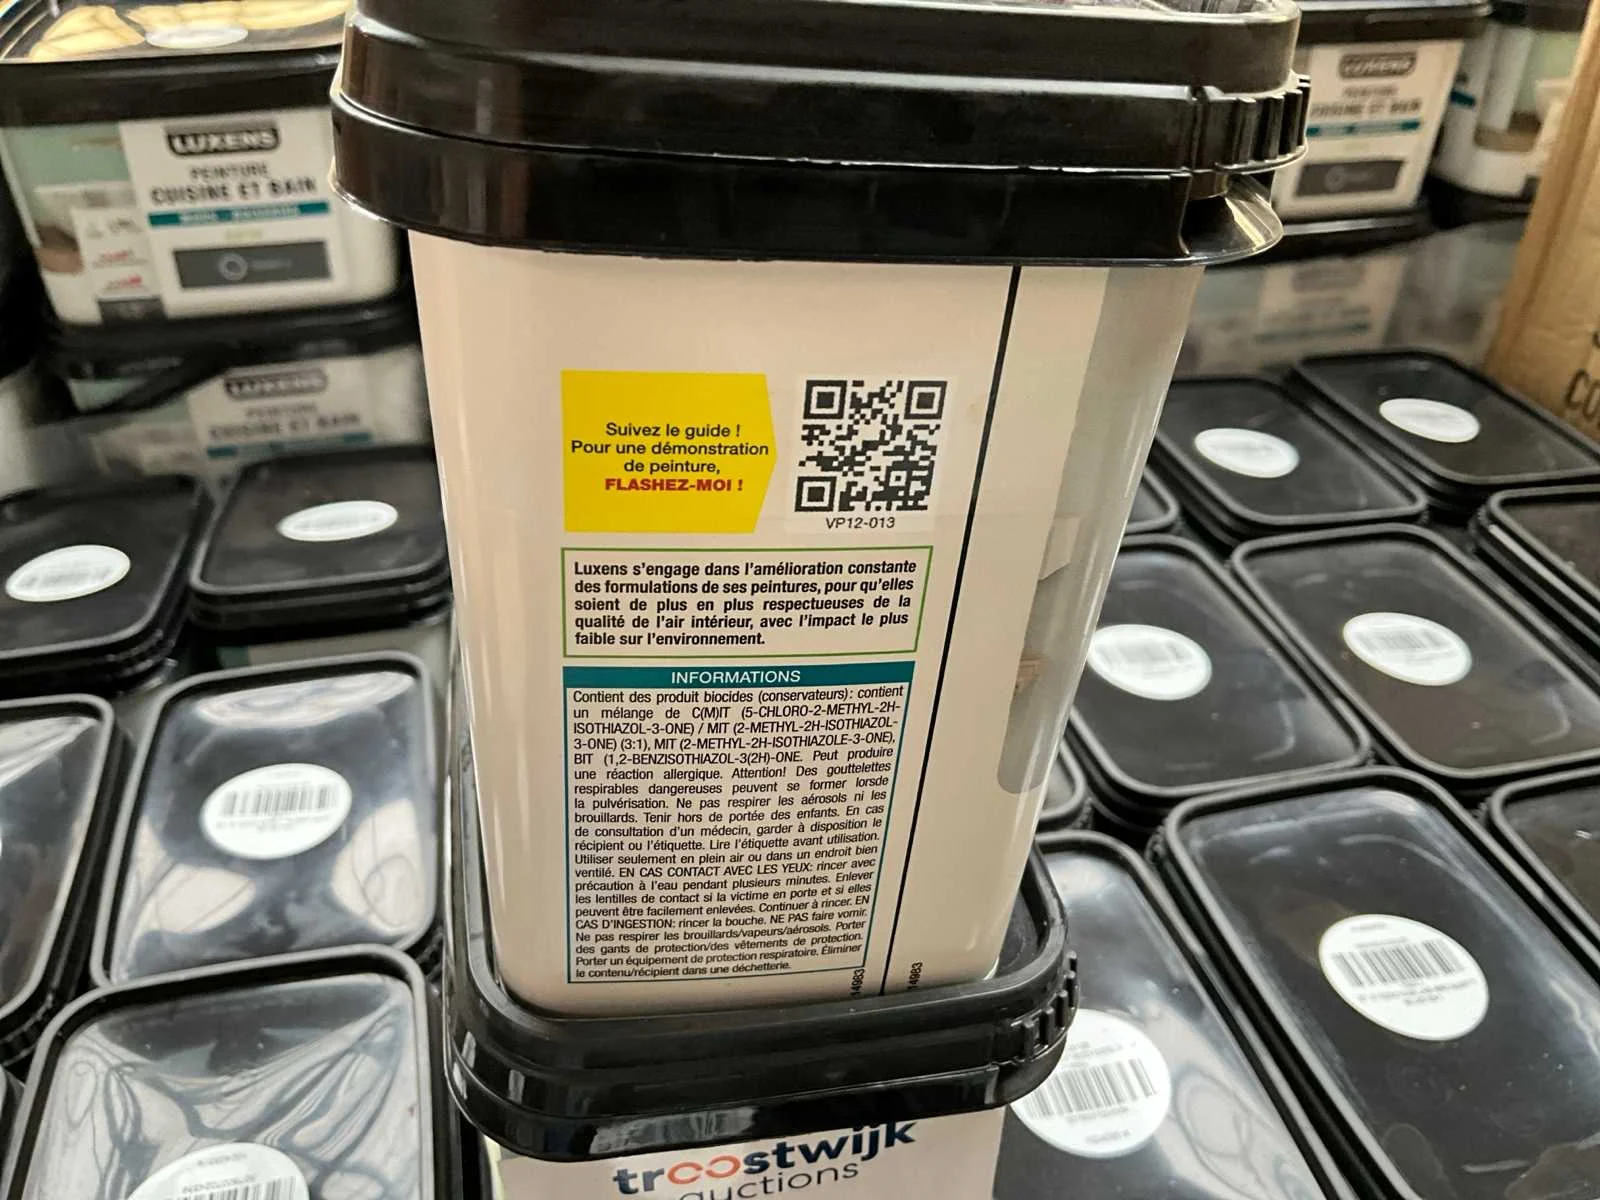 LUXENS
PEINTURE
CUISINE ET BAIN
LUXENS
PEINTURE
CUISINE ET BAIN
LUXENS
PEINTURE
CUISINE ET BAIN
Suivez le guide !
Pour une démonstration
de peinture,
FLASHEZ-MOI !
VP12-013
Luxens s'engage dans l'amélioration constante
des formulations de ses peintures, pour qu'elles
soient de plus en plus respectueuses de la
qualité de l'air intérieur, avec l'impact le plus
faible sur l'environnement.
INFORMATIONS
Contient des produit biocides (conservateurs) : contient
un mélange de C(M)IT (5-CHLORO-2-METHYL-2H-
ISOTHIAZOL-3-ONE) / MIT (2-METHYL-2H-ISOTHIAZOL-
3-ONE) (3:1), MIT (2-METHYL-2H-ISOTHIAZOLE-3-ONE),
BIT (1,2-BENZISOTHIAZOL-3(2H)-ONE. Peut produire
une réaction allergique. Attention! Des gouttelettes
respirables dangereuses peuvent se former lorsde
la pulvérisation. Ne pas respirer les aérosols ni les
brouillards. Tenir hors de portée des enfants. En cas
de consultation d'un médecin, garder à disposition le
récipient ou l'étiquette. Lire l'étiquette avant utilisation.
Utiliser seulement en plein air ou dans un endroit bien
ventilé. EN CAS CONTACT AVEC LES YEUX: rincer avec
précaution à l'eau pendant plusieurs minutes. Enlever
les lentilles de contact si la victime en porte et si elles
peuvent être facilement enlevées. Continuer à rincer. EN
CAS D'INGESTION: rincer la bouche. NE PAS faire vomir.
Ne pas respirer les brouillards/vapeurs/aérosols. Porter
des gants de protection/des vêtements de protection.
Porter un équipement de protection respiratoire. Éliminer
le contenu/récipient dans une déchetterie.
14983
14983
troostwijk
auctions